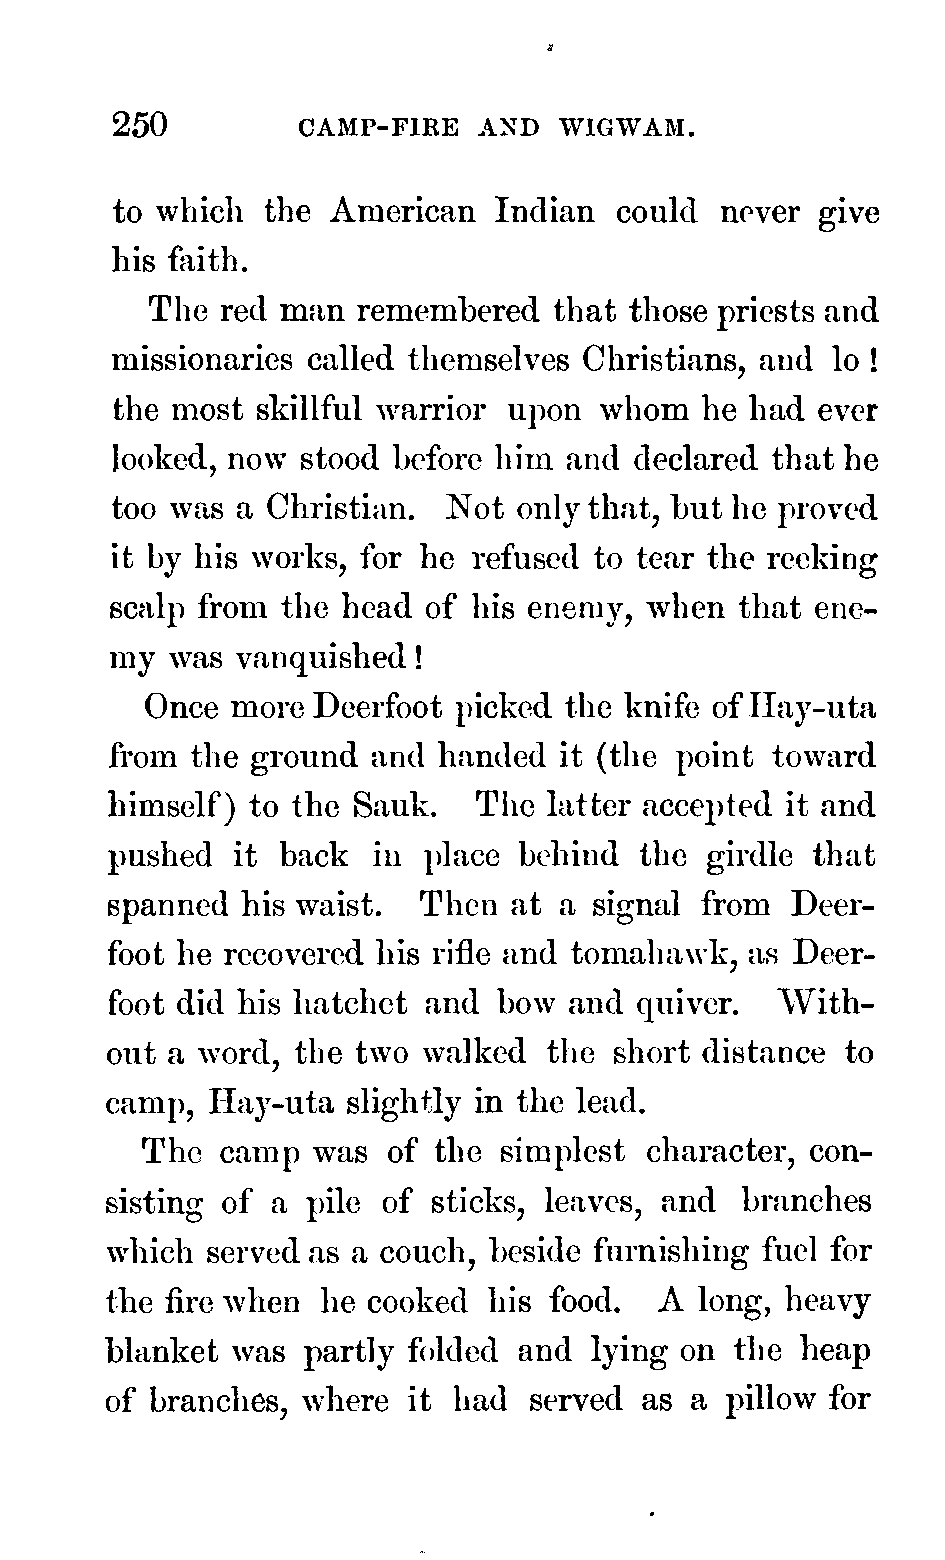 250 CAMP-FIRE AND WIGWAM.
to which the American Indian could never give
his faith.
The red man remembered that those priests and
missionaries called themselves Christians, and lo!
the most skillful warrior upon whom he had ever
looked, now stood before him and declared that he
too was a Christian. Not only that, but he proved
it by his works, for he refused to tear the reeking
scalp from the head of his enemy, when that ene-
my was vanquished!
Once more Deerfoot picked the knife of Hay-uta
from the ground and handed it (the point toward
himself) to the Sauk. The latter accepted it and
pushed it back in place behind the girdle that
spanned his waist. Then at a signal from Deer-
foot he recovered his rifle and tomahawk, as Deer-
foot did his hatchet and bow and quiver. With-
out a word, the two walked the short distance to
camp, Hay-uta slightly in the lead.
The camp was of the simplest character, con-
sisting of a pile of sticks, leaves, and branches
which served as a couch, beside furnishing fuel for
the fire when he cooked his food. A long, heavy
blanket was partly folded and lying on the heap
of branches, where it had served as a pillow for